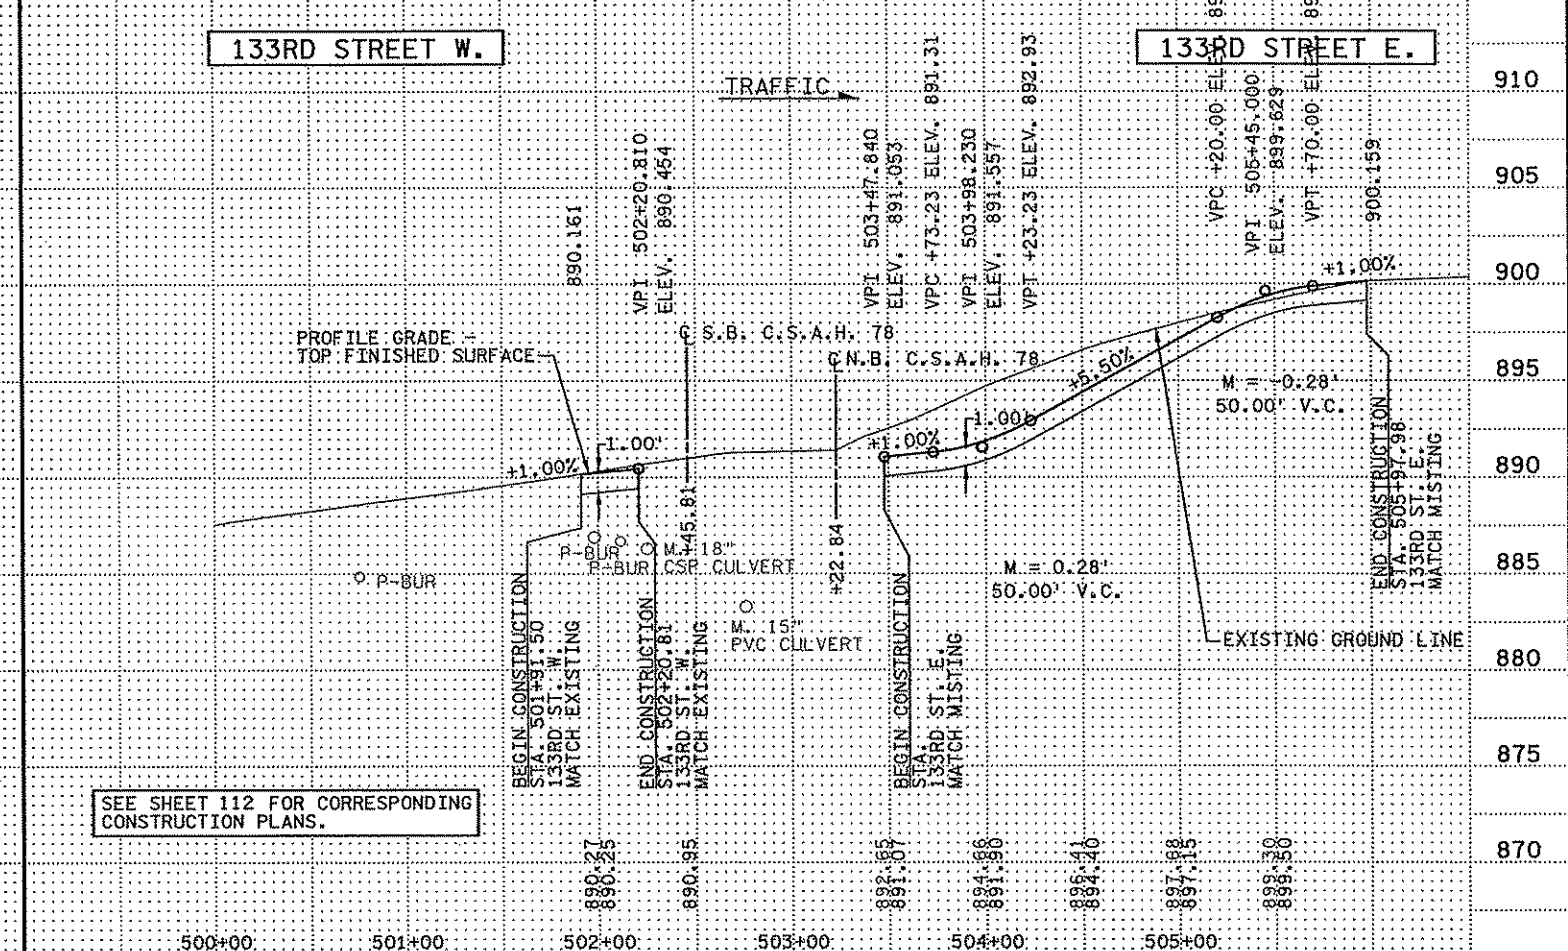 133RD STREET W.
133RD STREET E.
TRAFFIC
910
905
900
895
890
885
880
875
870
890.161
VPI 502+20.810
ELEV. 890.454
VPI 503+47.840
ELEV. 891.053
VPC +73.23 ELEV. 891.31
VPI 503+98.230
ELEV. 891.557
VPT +23.23 ELEV. 892.93
VPC +20.00
VPI 505+45.000
ELEV. 899.629
VPT +70.00
900.159
PROFILE GRADE -
TOP FINISHED SURFACE
S.B. C.S.A.H. 78
N.B. C.S.A.H. 78
+1.00%
1.00'
+1.00%
1.00'
+5.50%
+1.00%
M = -0.28'
50.00' V.C.
M = 0.28'
50.00' V.C.
+45.81
+22.84
P-BUR
P-BUR
P-BUR
M. 18"
CSP CULVERT
M. 15"
PVC CULVERT
EXISTING GROUND LINE
BEGIN CONSTRUCTION
STA. 501+91.50
133RD ST. W.
MATCH EXISTING
END CONSTRUCTION
STA. 502+20.81
133RD ST. W.
MATCH EXISTING
BEGIN CONSTRUCTION
STA.
133RD ST. E.
MATCH MISTING
END CONSTRUCTION
STA. 505+97.98
133RD ST. E.
MATCH MISTING
SEE SHEET 112 FOR CORRESPONDING
CONSTRUCTION PLANS.
890.27
890.25
890.95
892.65
891.07
894.66
891.90
896.41
894.40
897.68
897.15
899.30
899.50
500+00
501+00
502+00
503+00
504+00
505+00